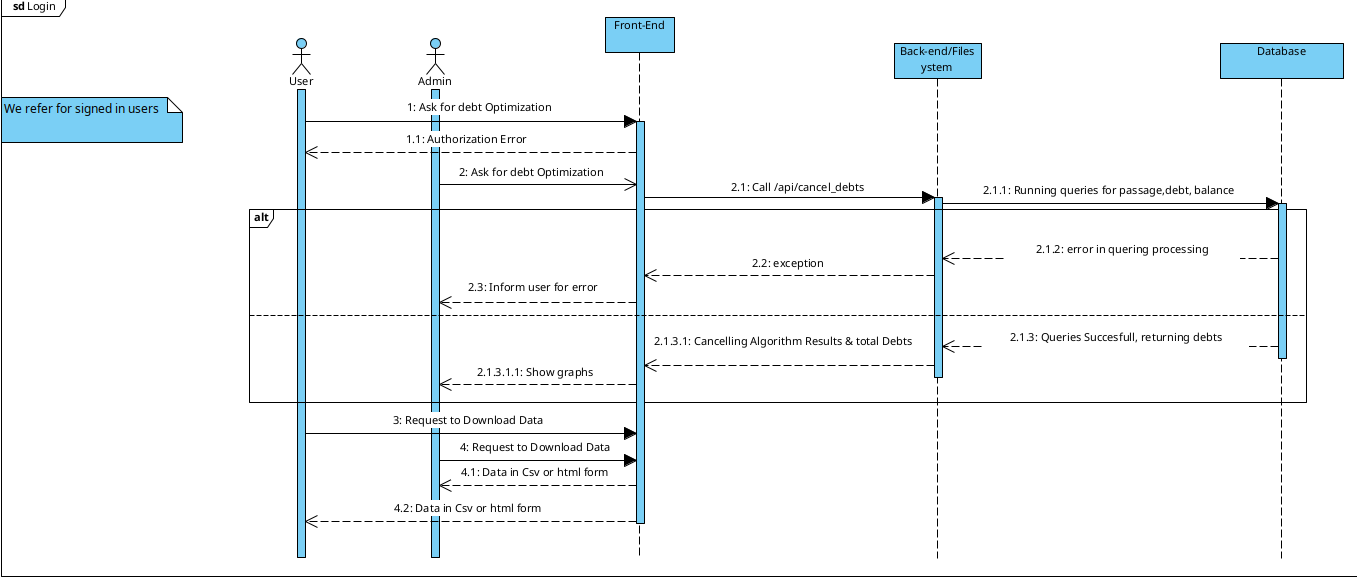 sd Login
Front-End
Back-end/Files
ystem
Database
User
Admin
We refer for signed in users
1: Ask for debt Optimization
1.1: Authorization Error
2: Ask for debt Optimization
2.1: Call /api/cancel_debts
2.1.1: Running queries for passage,debt, balance
alt
2.1.2: error in quering processing
2.2: exception
2.3: Inform user for error
2.1.3: Queries Succesfull, returning debts
2.1.3.1: Cancelling Algorithm Results & total Debts
2.1.3.1.1: Show graphs
3: Request to Download Data
4: Request to Download Data
4.1: Data in Csv or html form
4.2: Data in Csv or html form